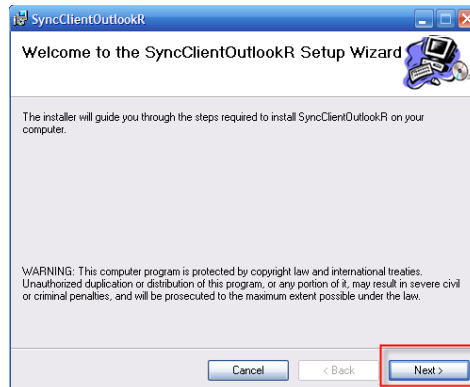 SyncClientOutlookR
Welcome to the SyncClientOutlookR Setup Wizard
The installer will guide you through the steps required to install SyncClientOutlookR on your
computer.
WARNING: This computer program is protected by copyright law and international treaties.
Unauthorized duplication or distribution of this program, or any portion of it, may result in severe civil
or criminal penalties, and will be prosecuted to the maximum extent possible under the law.
Cancel
< Back
Next >